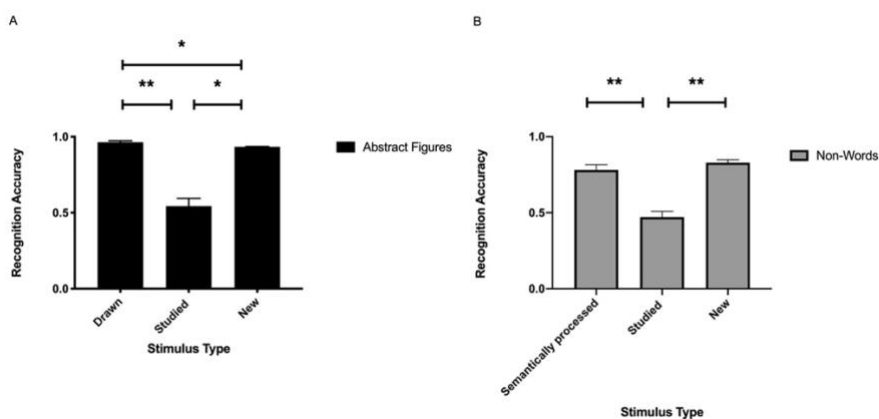 A
B
*
** *
** **
1.0
0.5
0.0
Recognition Accuracy
Abstract Figures
Drawn
Studied
New
Stimulus Type
1.0
0.5
0.0
Recognition Accuracy
Non-Words
Semantically processed
Studied
New
Stimulus Type